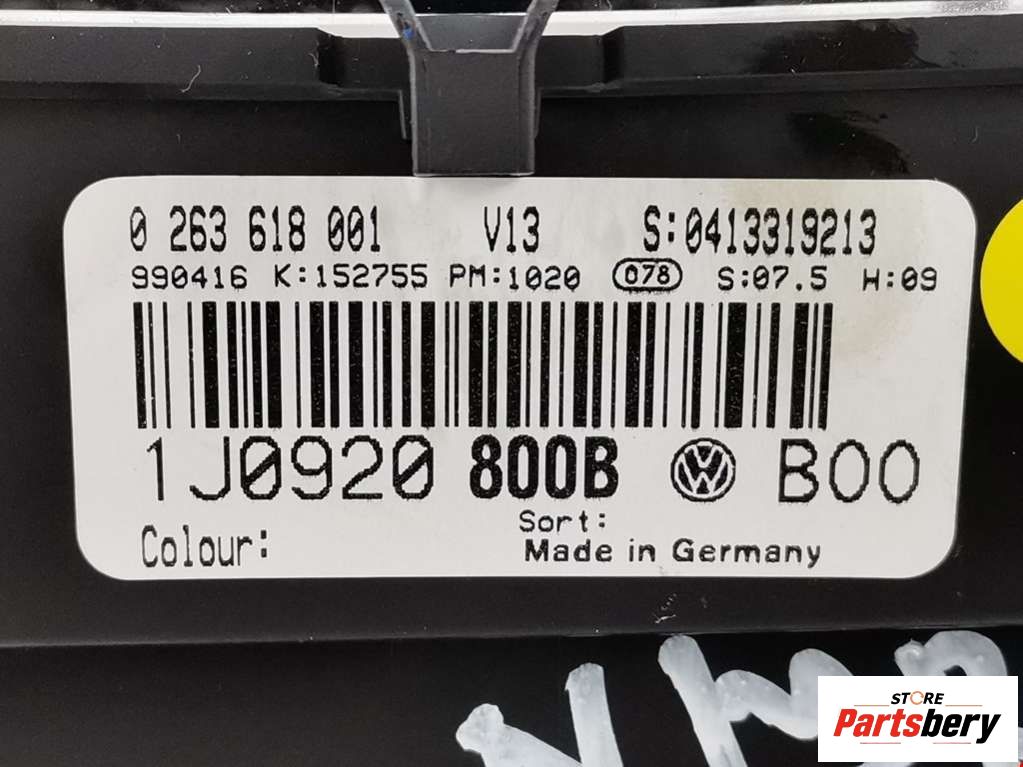 0 263 618 001 V13 S:0413319213
990416 K:152755 PM:1020 078 S:07.5 H:09
1J0920 800B VW B00
Sort:
Colour: Made in Germany
STORE
Partsbery